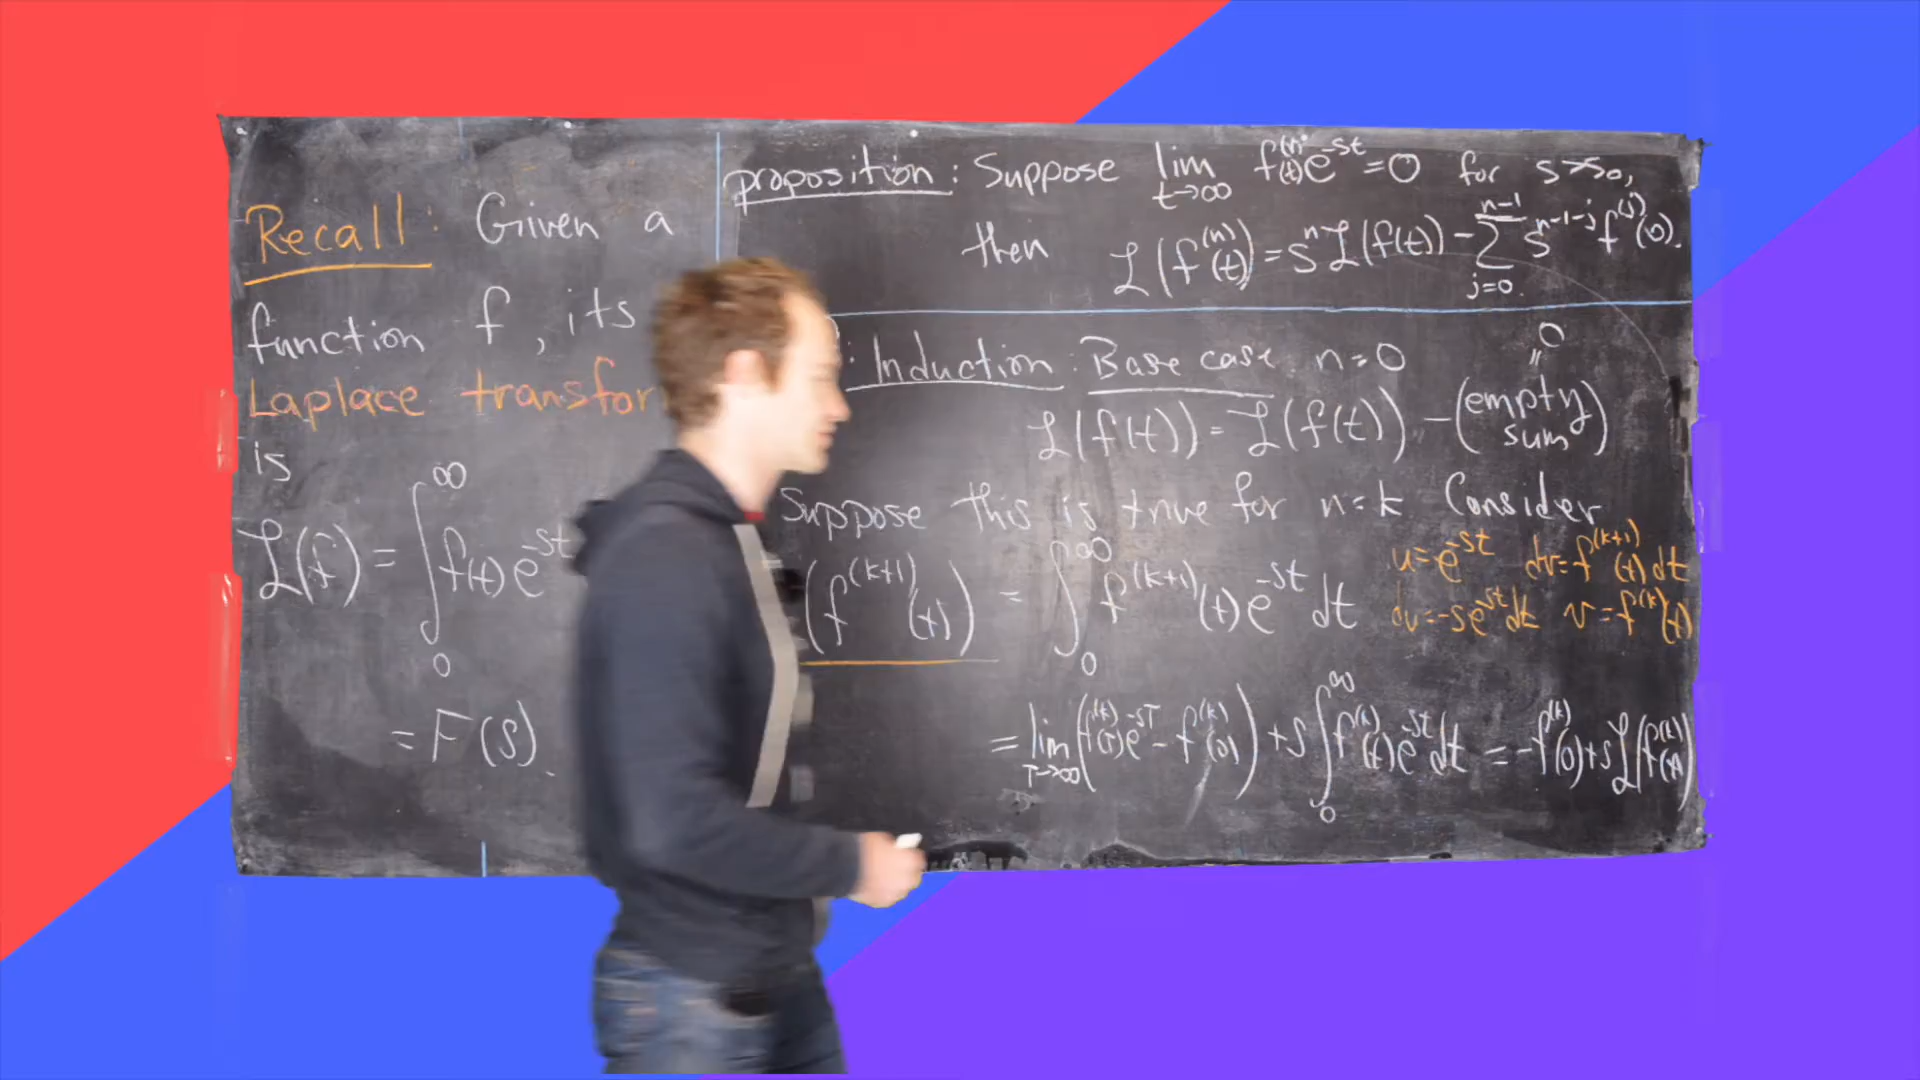 Recall: Given a
function f, its
Laplace transfor
is
ℒ(f) = ∫₀^∞ f(t)e^{-st}
= F(s).
proposition: Suppose lim_{t→∞} f^{(n)}(t)e^{-st} = 0 for s>s₀,
then ℒ(f^{(n)}(t)) = s^n ℒ(f(t)) - ∑_{j=0}^{n-1} s^{n-1-j} f^{(j)}(0).
: Induction: Base case n=0
ℒ(f(t)) = ℒ(f(t)) - (empty sum) = 0
Suppose this is true for n=k Consider
(f^{(k+1)}(t)) = ∫₀^∞ f^{(k+1)}(t)e^{-st}dt
u=e^{-st} dv=f^{(k+1)}(t)dt
du=-se^{-st}dt v=f^{(k)}(t)
= lim_{T→∞}(f^{(k)}(T)e^{-sT} - f^{(k)}(0)) + s∫₀^∞ f^{(k)}(t)e^{-st}dt = -f^{(k)}(0)+sℒ(f^{(k)}(t))